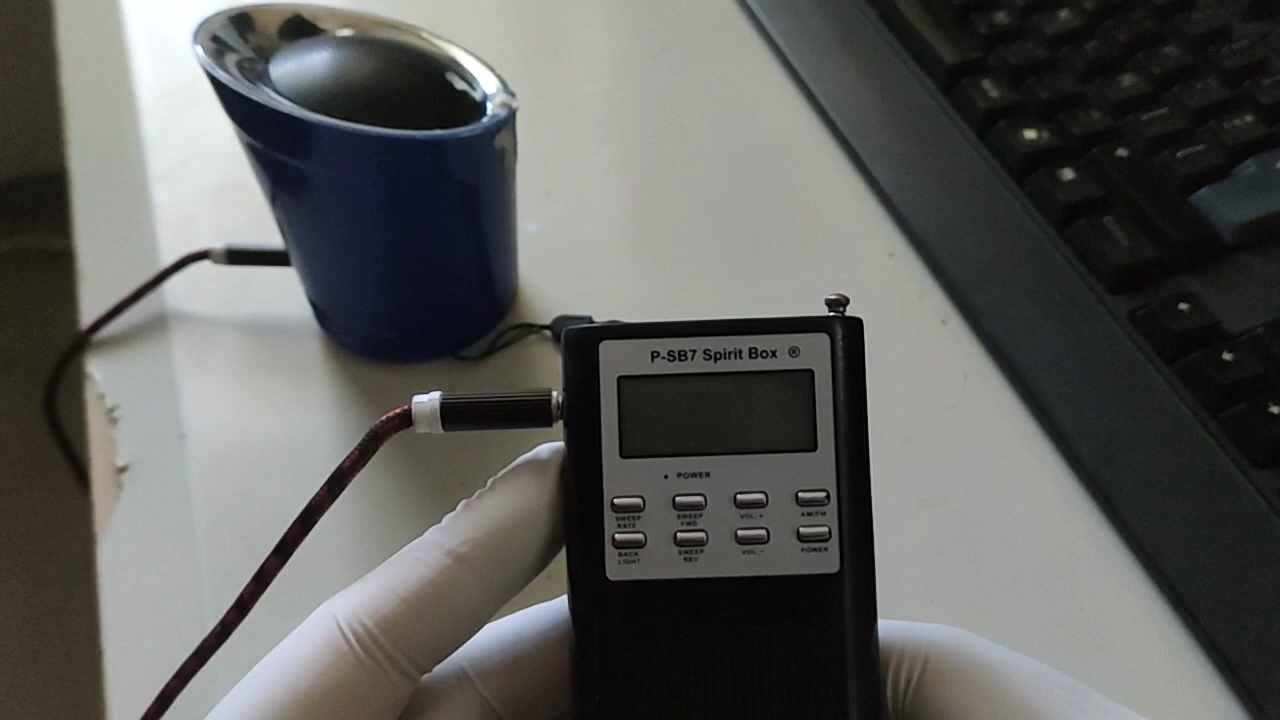 P-SB7 Spirit Box ®
POWER
SWEEP RATE
SWEEP FWD
VOL:+
AM/FM
BACK LIGHT
SWEEP REV
VOL:-
POWER